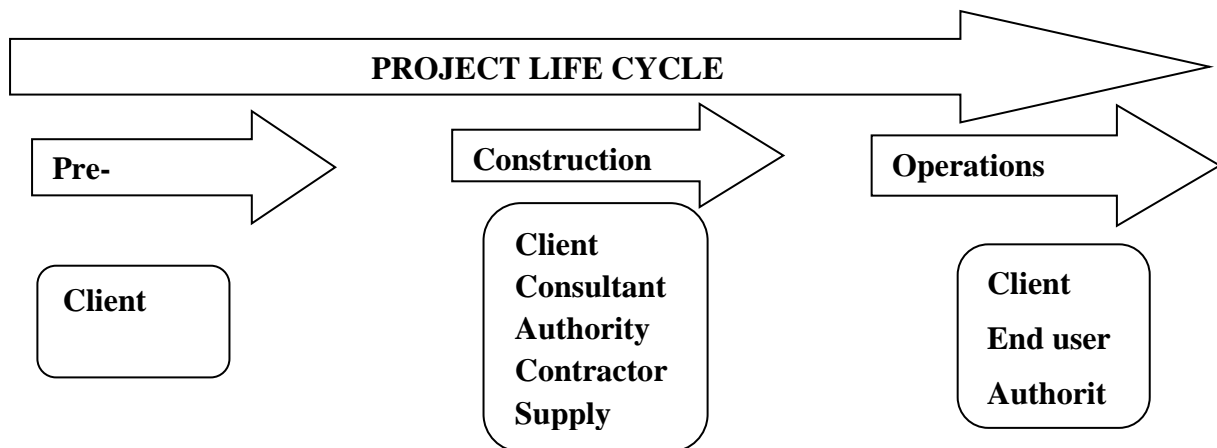 PROJECT LIFE CYCLE
Pre-
Construction
Operations
Client
Client
Consultant
Authority
Contractor
Supply
Client
End user
Authorit